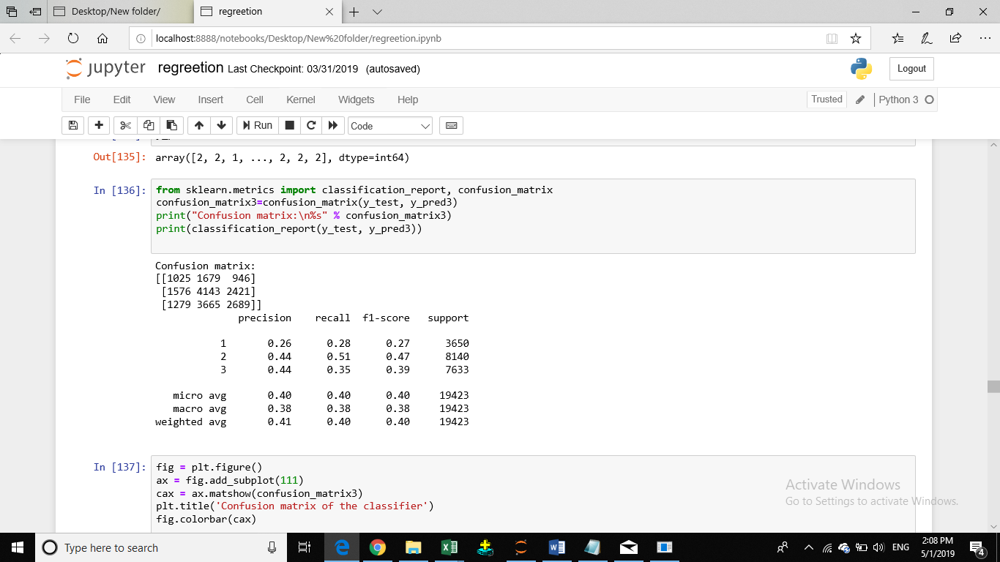 Desktop/New folder/
regreetion
localhost:8888/notebooks/Desktop/New%20folder/regreetion.ipynb
jupyter regreetion Last Checkpoint: 03/31/2019 (autosaved)
Logout
File Edit View Insert Cell Kernel Widgets Help
Trusted
Python 3
Run
Code
Out[135]: array([2, 2, 1, ..., 2, 2, 2], dtype=int64)
In [136]: from sklearn.metrics import classification_report, confusion_matrix
confusion_matrix3=confusion_matrix(y_test, y_pred3)
print("Confusion matrix:\n%s" % confusion_matrix3)
print(classification_report(y_test, y_pred3))
Confusion matrix:
[[1025 1679  946]
[1576 4143 2421]
[1279 3665 2689]]
precision recall f1-score support
1 0.26 0.28 0.27 3650
2 0.44 0.51 0.47 8140
3 0.44 0.35 0.39 7633
micro avg 0.40 0.40 0.40 19423
macro avg 0.38 0.38 0.38 19423
weighted avg 0.41 0.40 0.40 19423
In [137]: fig = plt.figure()
ax = fig.add_subplot(111)
cax = ax.matshow(confusion_matrix3)
plt.title('Confusion matrix of the classifier')
fig.colorbar(cax)
Activate Windows
Go to Settings to activate Windows.
Type here to search
ENG
2:08 PM
5/1/2019
4